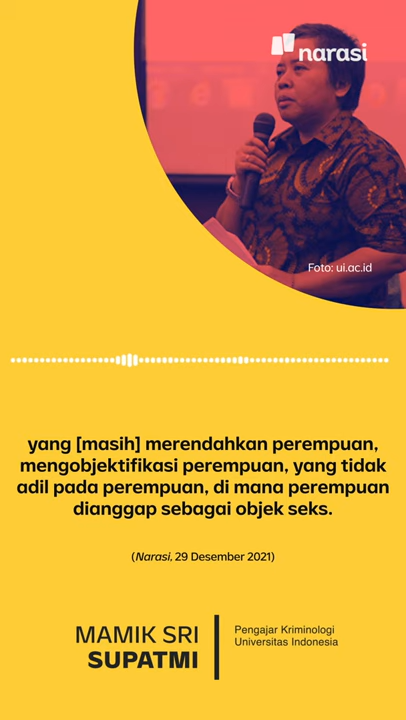 narasi
Foto: ui.ac.id
yang [masih] merendahkan perempuan,
mengobjektifikasi perempuan, yang tidak
adil pada perempuan, di mana perempuan
dianggap sebagai objek seks.
(Narasi, 29 Desember 2021)
MAMIK SRI
SUPATMI
Pengajar Kriminologi
Universitas Indonesia